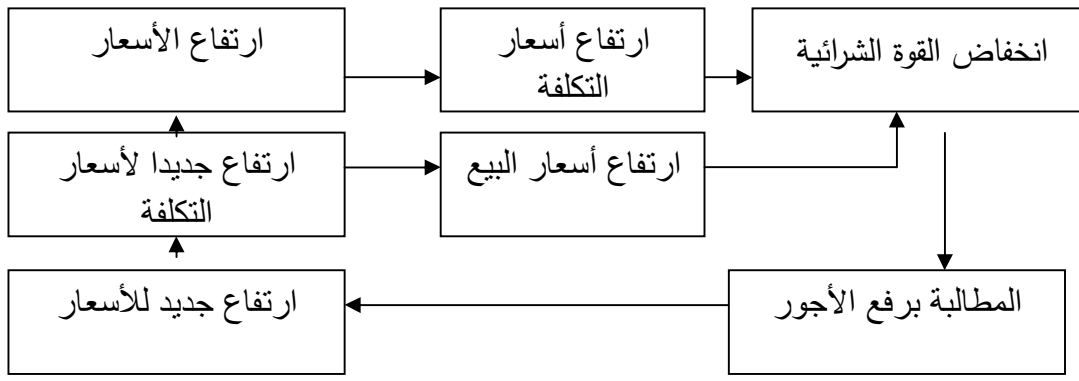 ارتفاع الأسعار
ارتفاع أسعار
التكلفة
انخفاض القوة الشرائية
ارتفاع جديدا لأسعار
التكلفة
ارتفاع أسعار البيع
ارتفاع جديد للأسعار
المطالبة برفع الأجور